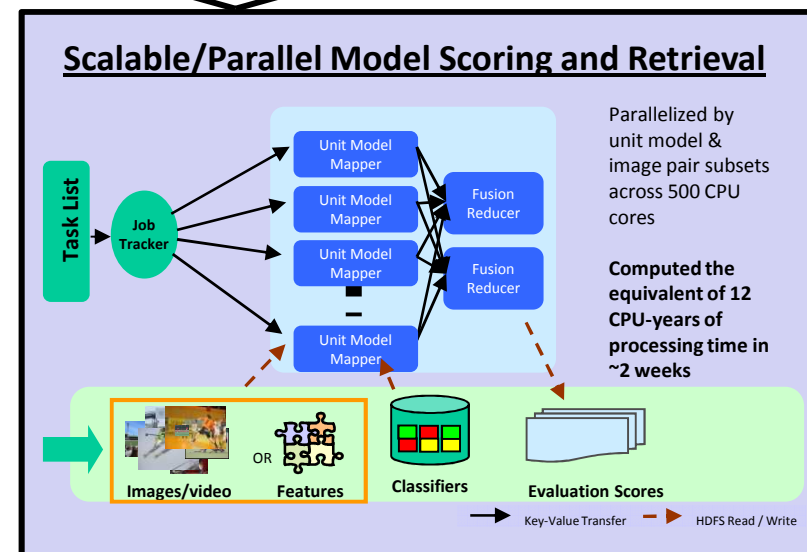 Scalable/Parallel Model Scoring and Retrieval
Task List
Job
Tracker
Unit Model
Mapper
Unit Model
Mapper
Unit Model
Mapper
Unit Model
Mapper
Fusion
Reducer
Fusion
Reducer
Parallelized by
unit model &
image pair subsets
across 500 CPU
cores
Computed the
equivalent of 12
CPU-years of
processing time in
~2 weeks
Images/video
OR
Features
Classifiers
Evaluation Scores
Key-Value Transfer
HDFS Read / Write